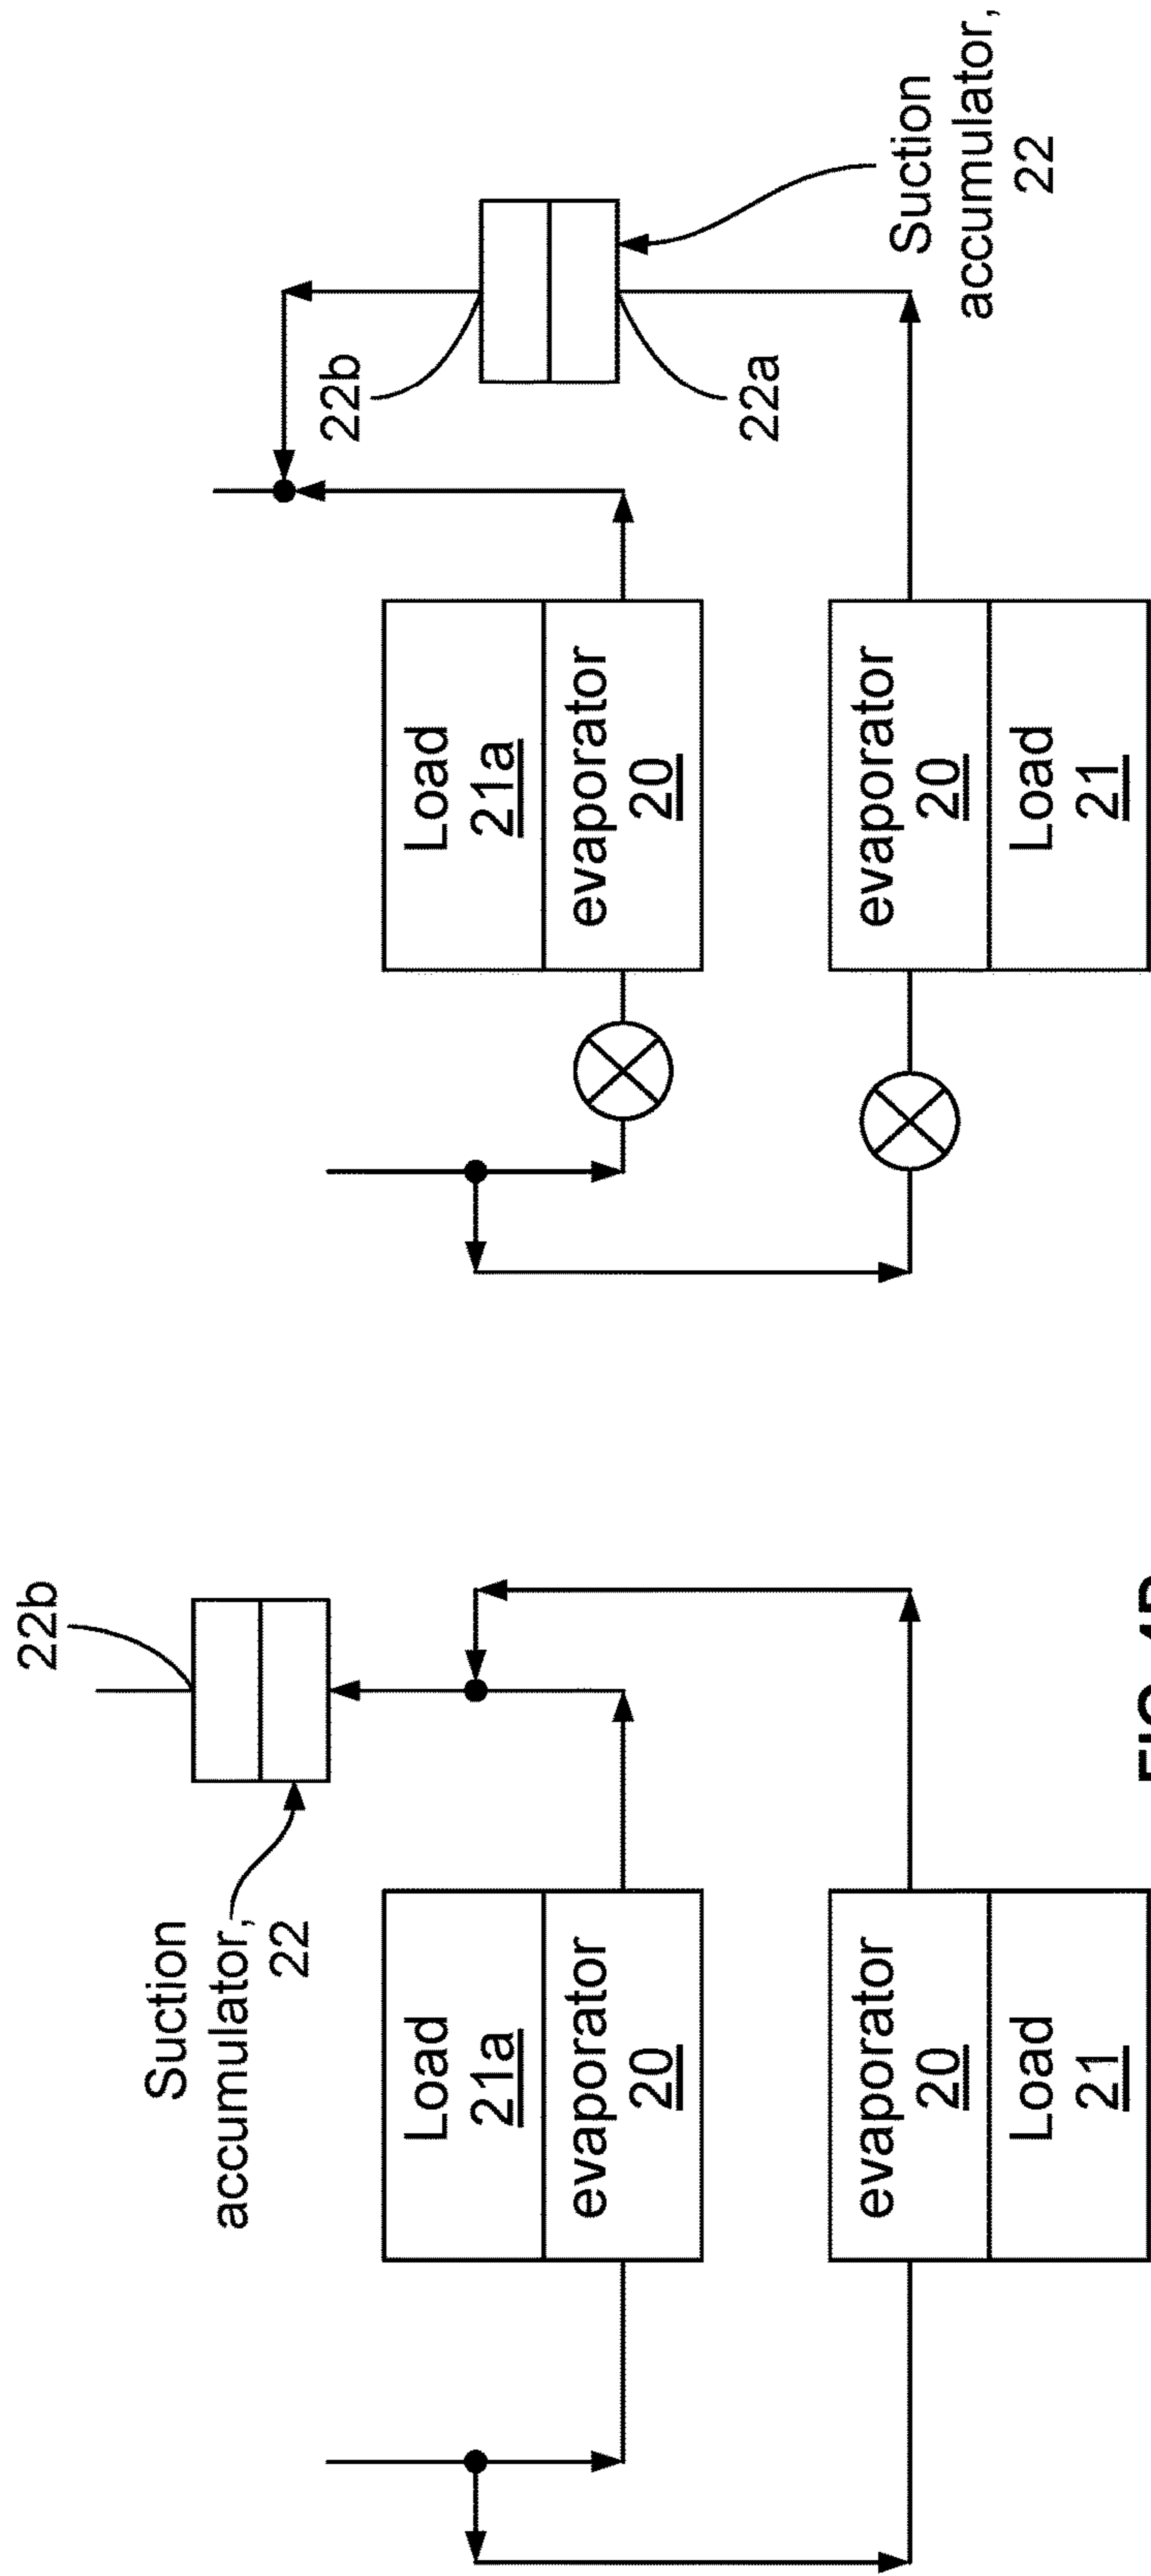 22b
Suction
accumulator,
22
Load
21a
evaporator
20
evaporator
20
Load
21
22b
Load
21a
evaporator
20
22a
evaporator
20
Load
21
Suction
accumulator,
22
FIG.